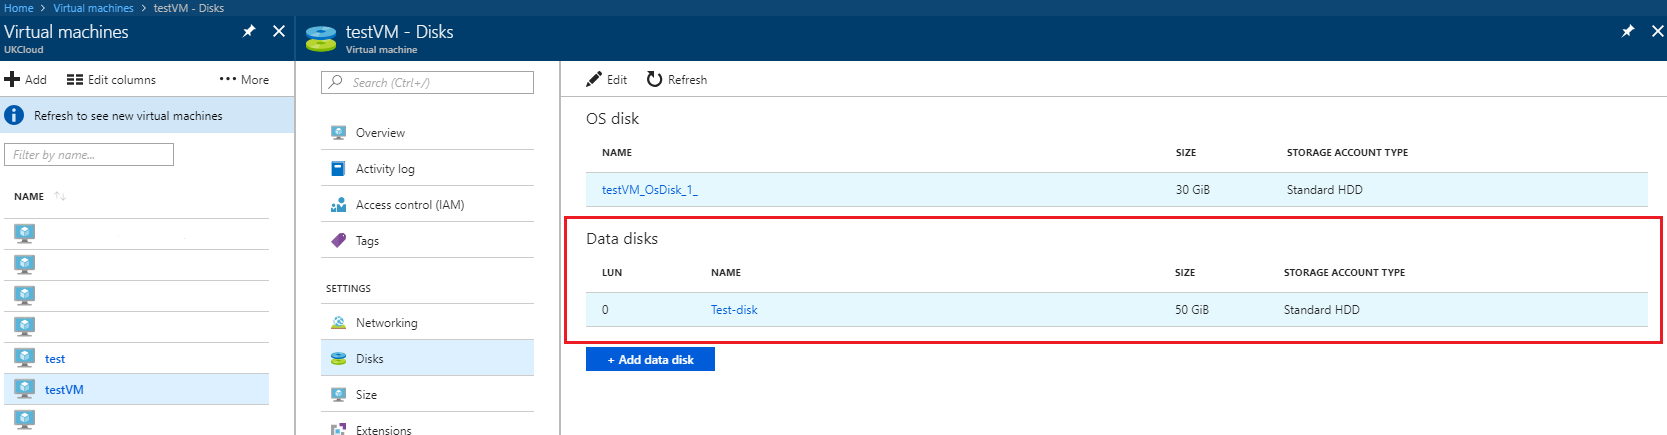 Home > Virtual machines > testVM - Disks
Virtual machines
UKCloud
Add
Edit columns
More
Refresh to see new virtual machines
Filter by name...
NAME
test
testVM
testVM - Disks
Virtual machine
Search (Ctrl+/)
Overview
Activity log
Access control (IAM)
Tags
SETTINGS
Networking
Disks
Size
Extensions
Edit
Refresh
OS disk
NAME SIZE STORAGE ACCOUNT TYPE
testVM_OsDisk_1_ 30 GiB Standard HDD
Data disks
LUN NAME SIZE STORAGE ACCOUNT TYPE
0 Test-disk 50 GiB Standard HDD
+ Add data disk